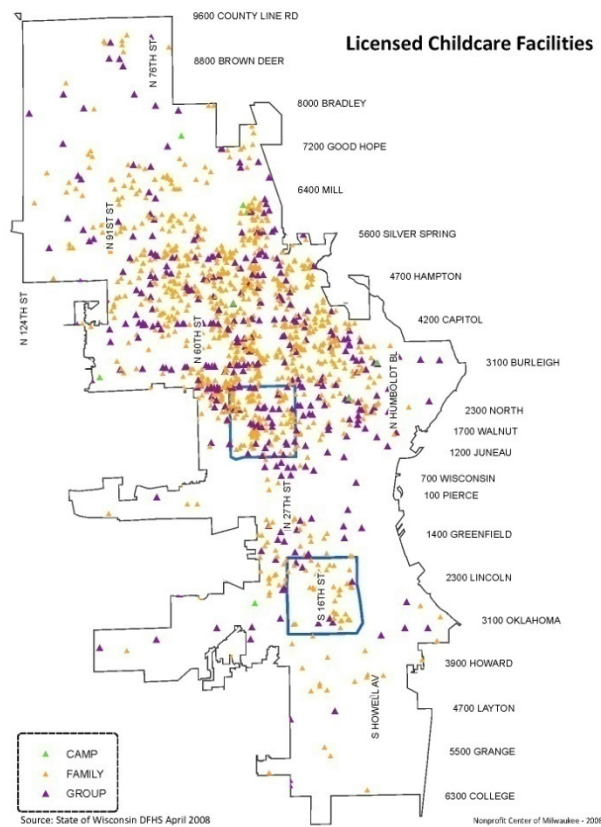 9600 COUNTY LINE RD
Licensed Childcare Facilities
N 76TH ST
8800 BROWN DEER
8000 BRADLEY
7200 GOOD HOPE
6400 MILL
N 91ST ST
5600 SILVER SPRING
4700 HAMPTON
N 124TH ST
4200 CAPITOL
N 60TH ST
3100 BURLEIGH
N HUMBOLDT BL
2300 NORTH
1700 WALNUT
1200 JUNEAU
700 WISCONSIN
100 PIERCE
N 27TH ST
1400 GREENFIELD
2300 LINCOLN
S 16TH ST
3100 OKLAHOMA
3900 HOWARD
S HOWELL AV
4700 LAYTON
5500 GRANGE
6300 COLLEGE
CAMP
FAMILY
GROUP
Source: State of Wisconsin DFHS April 2008
Nonprofit Center of Milwaukee - 2008